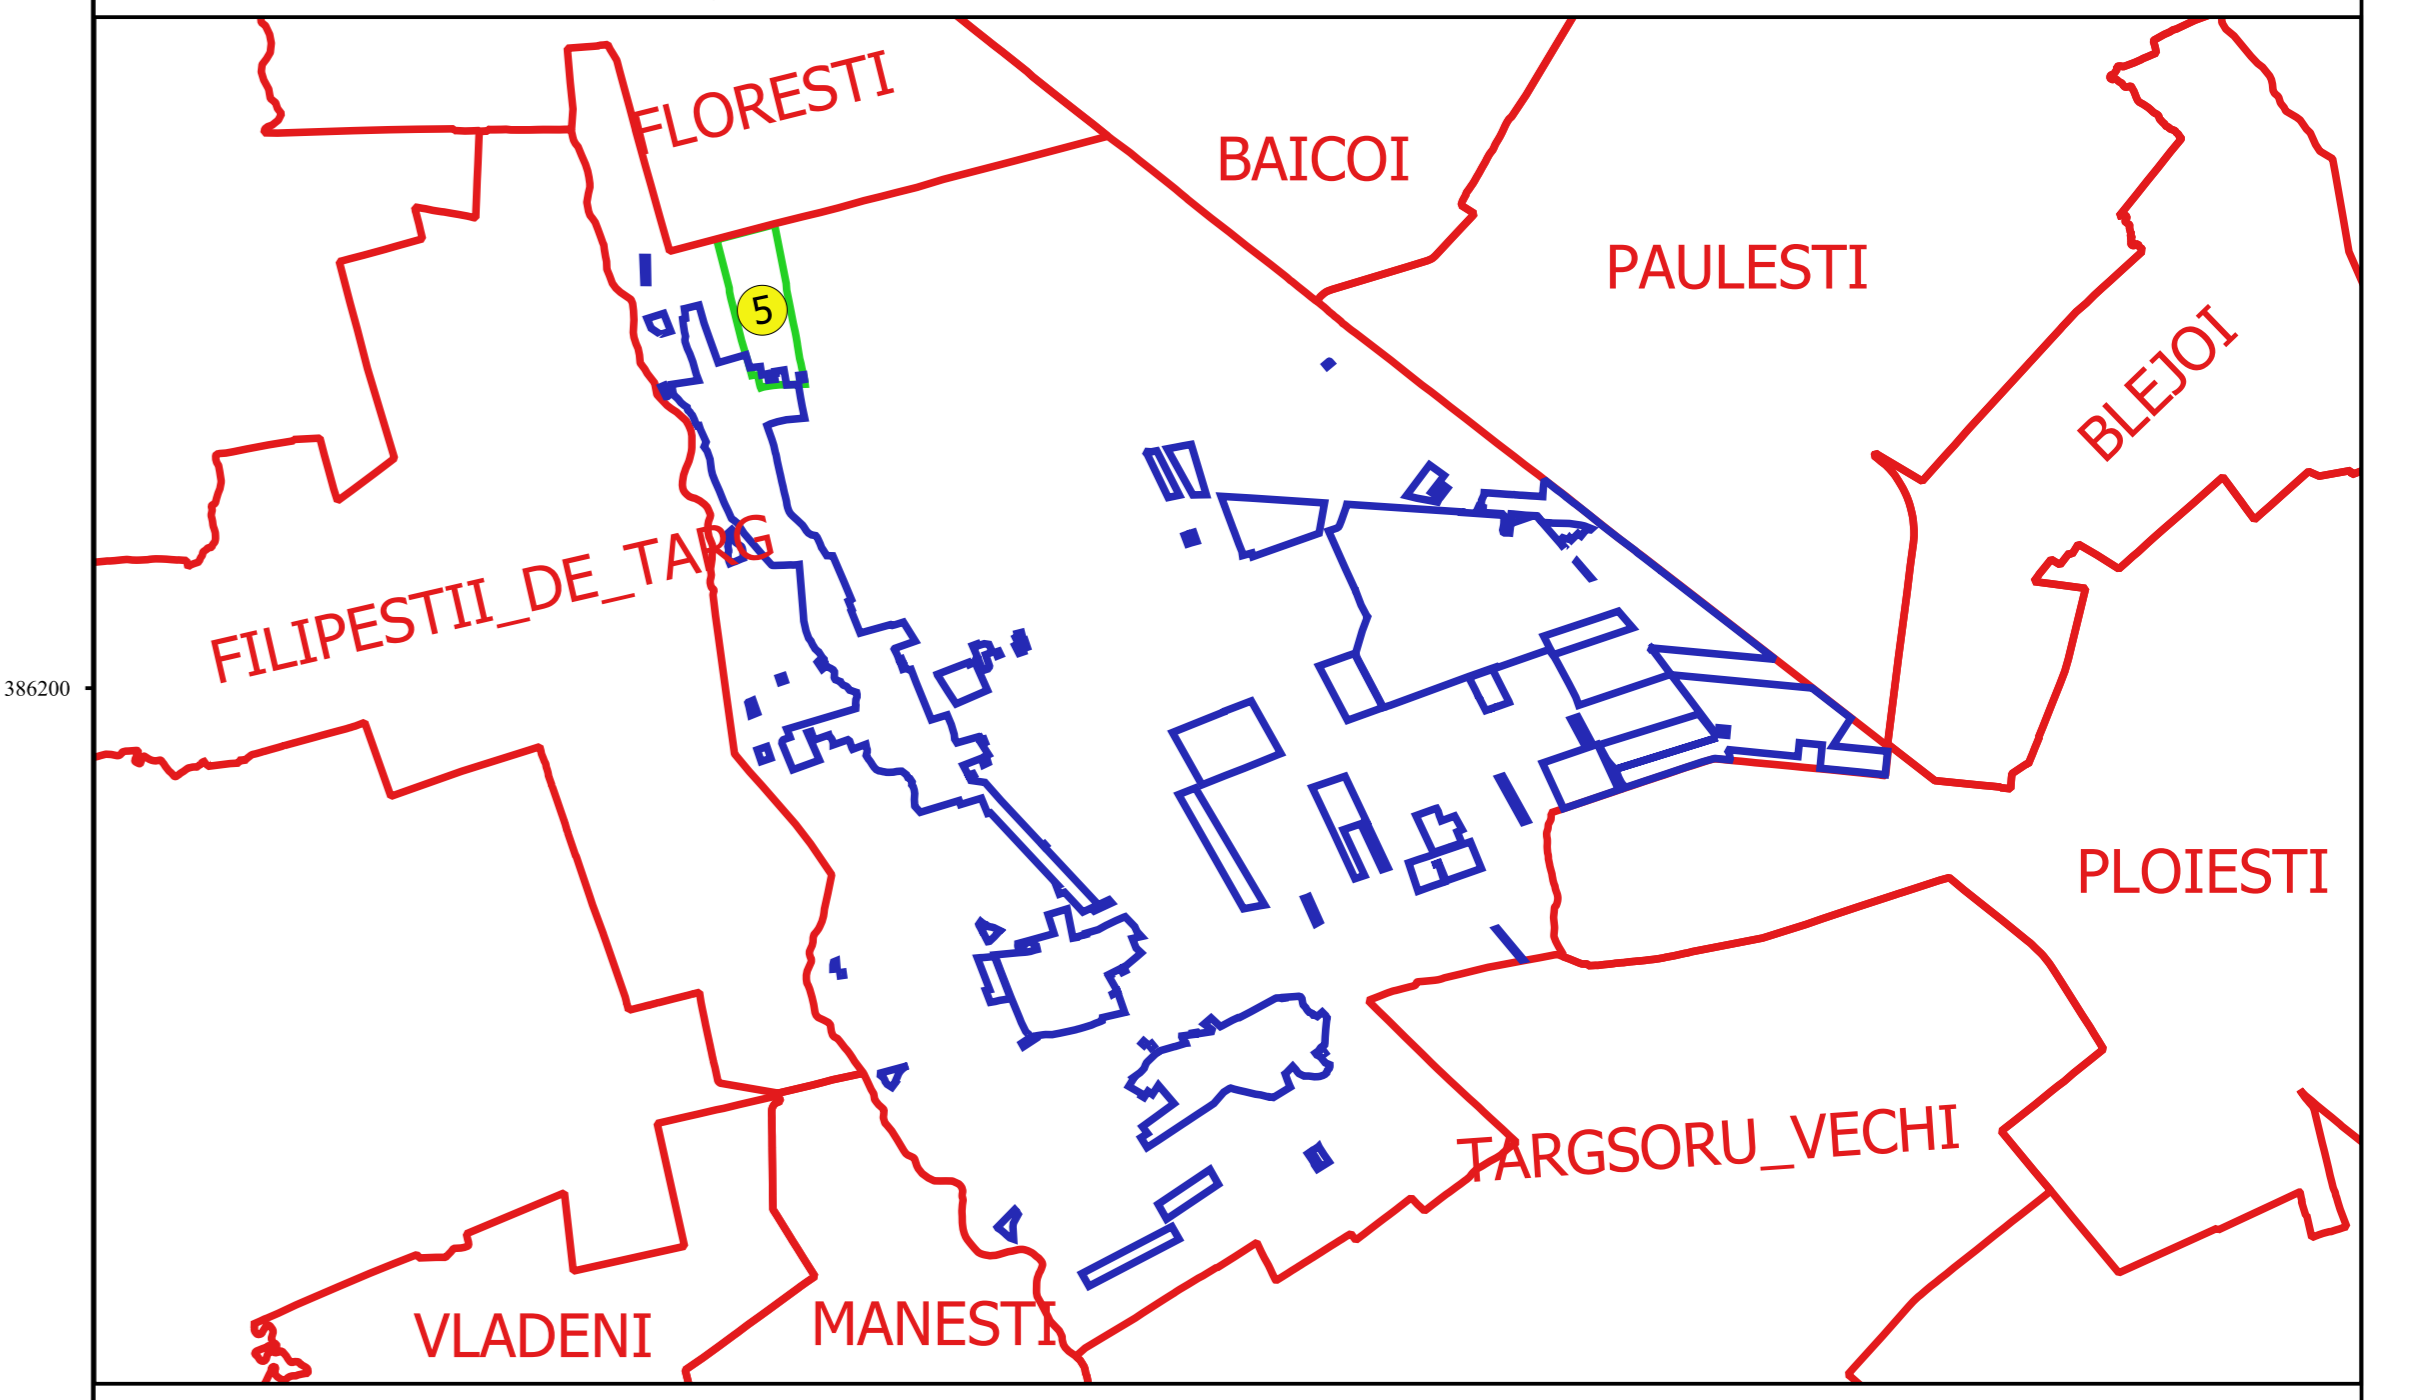 FLORESTI
BAICOI
PAULESTI
5
BLEJOI
FILIPESTII_DE_TARG
386200
PLOIESTI
TARGSORU_VECHI
VLADENI
MANESTI